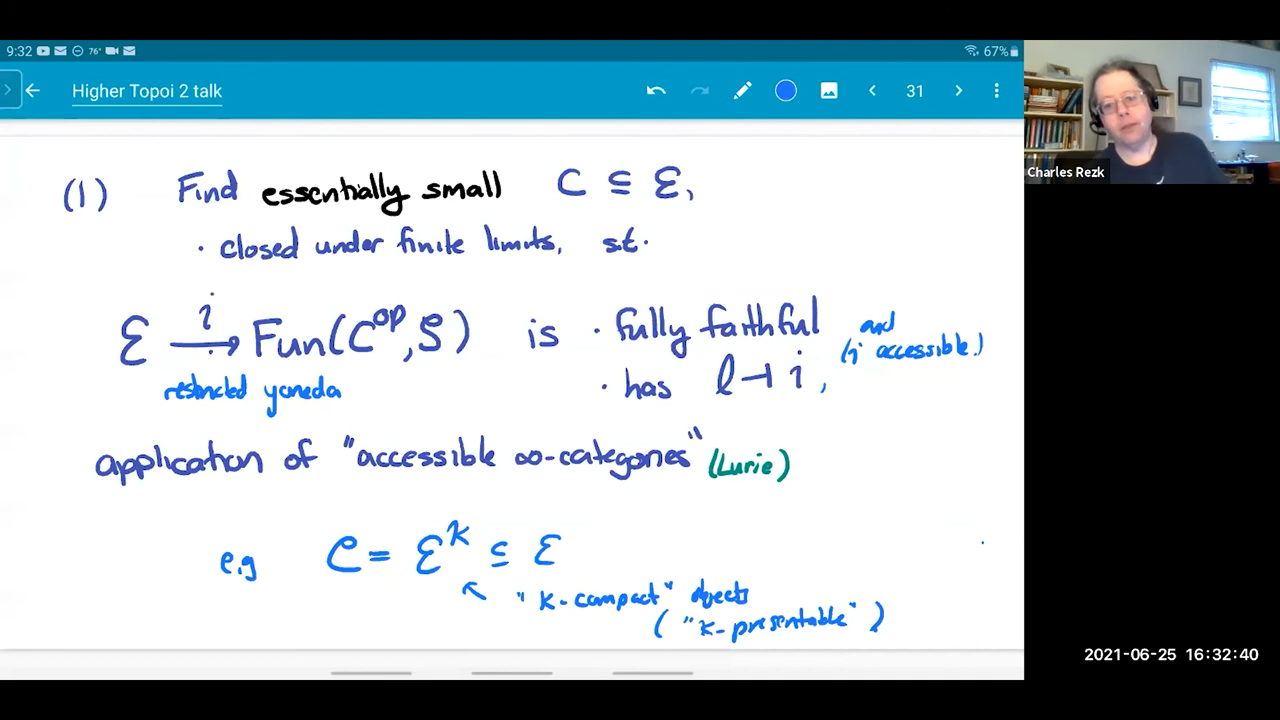 9:32 76° 67%
Higher Topoi 2 talk 31
Charles Rezk
(1) Find essentially small C ⊆ ℰ,
· closed under finite limits, s.t.
ℰ →i Fun(C^op, S) is · fully faithful
restricted yoneda
· has l ⊣ i, and
(i accessible.)
application of "accessible ∞-categories" (Lurie)
e.g C = ℰ^κ ⊆ ℰ
"κ-compact" objects
("κ-presentable")
2021-06-25 16:32:40